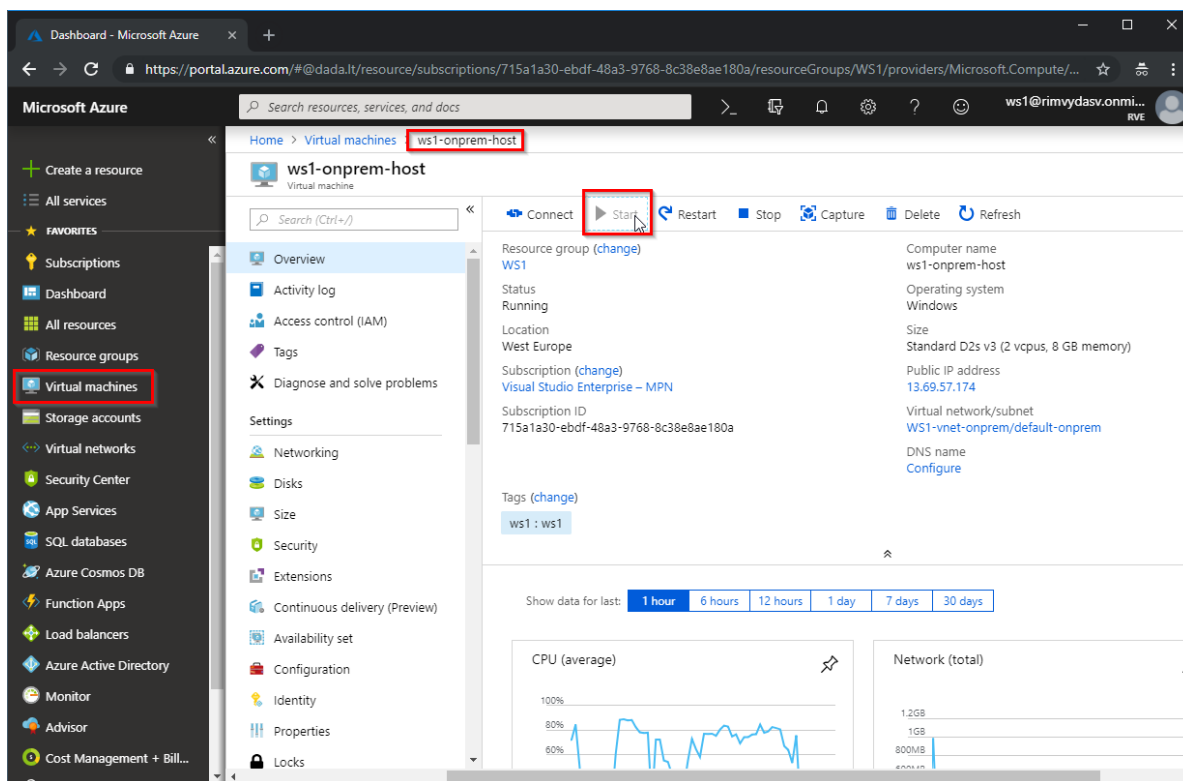 Dashboard - Microsoft Azure
https://portal.azure.com/#@dada.lt/resource/subscriptions/715a1a30-ebdf-48a3-9768-8c38e8ae180a/resourceGroups/WS1/providers/Microsoft.Compute/...
Microsoft Azure
Search resources, services, and docs
ws1@rimvydasv.onmi...
RVE
Create a resource
All services
FAVORITES
Subscriptions
Dashboard
All resources
Resource groups
Virtual machines
Storage accounts
Virtual networks
Security Center
App Services
SQL databases
Azure Cosmos DB
Function Apps
Load balancers
Azure Active Directory
Monitor
Advisor
Cost Management + Bill...
Home > Virtual machines > ws1-onprem-host
ws1-onprem-host
Virtual machine
Search (Ctrl+/)
Overview
Activity log
Access control (IAM)
Tags
Diagnose and solve problems
Settings
Networking
Disks
Size
Security
Extensions
Continuous delivery (Preview)
Availability set
Configuration
Identity
Properties
Locks
Connect Start Restart Stop Capture Delete Refresh
Resource group (change)
WS1
Status
Running
Location
West Europe
Subscription (change)
Visual Studio Enterprise – MPN
Subscription ID
715a1a30-ebdf-48a3-9768-8c38e8ae180a
Computer name
ws1-onprem-host
Operating system
Windows
Size
Standard D2s v3 (2 vcpus, 8 GB memory)
Public IP address
13.69.57.174
Virtual network/subnet
WS1-vnet-onprem/default-onprem
DNS name
Configure
Tags (change)
ws1 : ws1
Show data for last: 1 hour 6 hours 12 hours 1 day 7 days 30 days
CPU (average)
100%
80%
60%
Network (total)
1.2GB
1GB
800MB
600MB